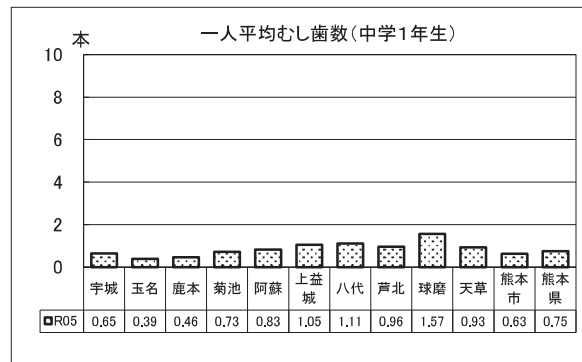 一人平均むし歯数(中学1年生)
本
10
8
6
4
2
0
宇城 玉名 鹿本 菊池 阿蘇 上益城 八代 芦北 球磨 天草 熊本市 熊本県
R05 0.65 0.39 0.46 0.73 0.83 1.05 1.11 0.96 1.57 0.93 0.63 0.75